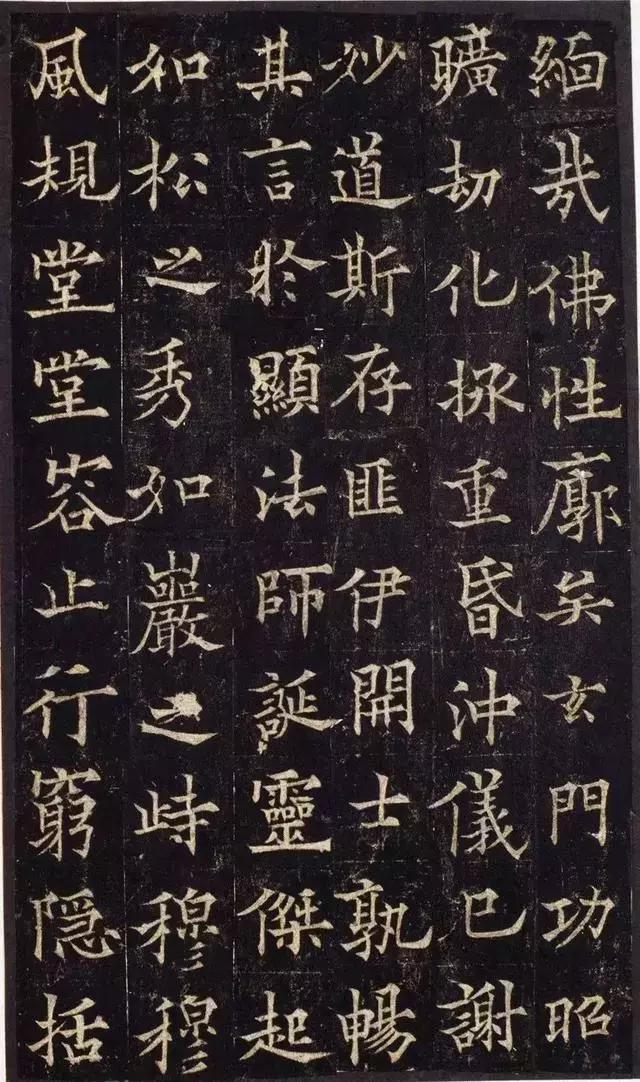 緬哉佛性廓矣玄門功昭
曠劫化拯重昏沖儀已謝
妙道斯存匪伊開士孰暢
其言於顯法師誕靈傑起
如松之秀如巖之峙穆穆
風規堂堂容止行窮隱括